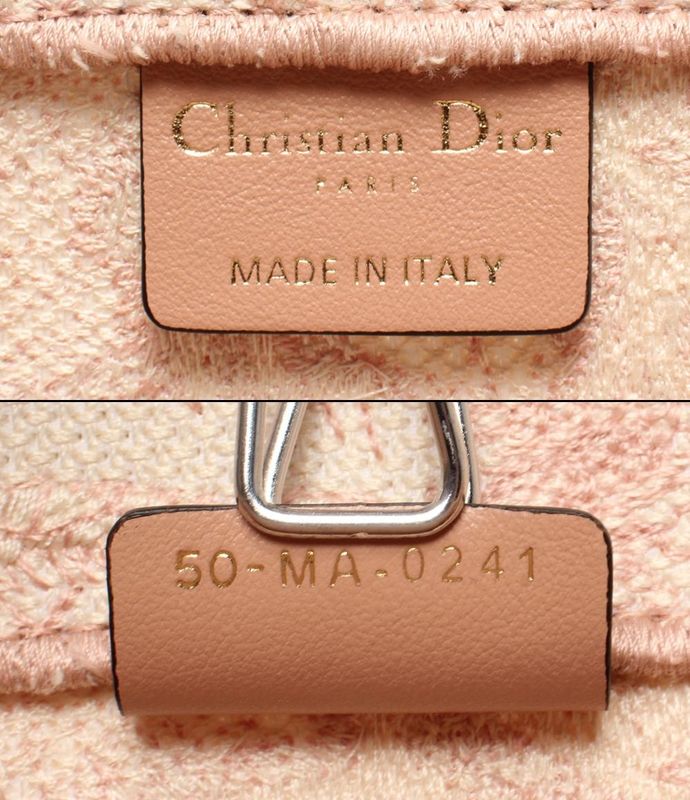 Christian Dior
PARIS
MADE IN ITALY
50-MA-0241